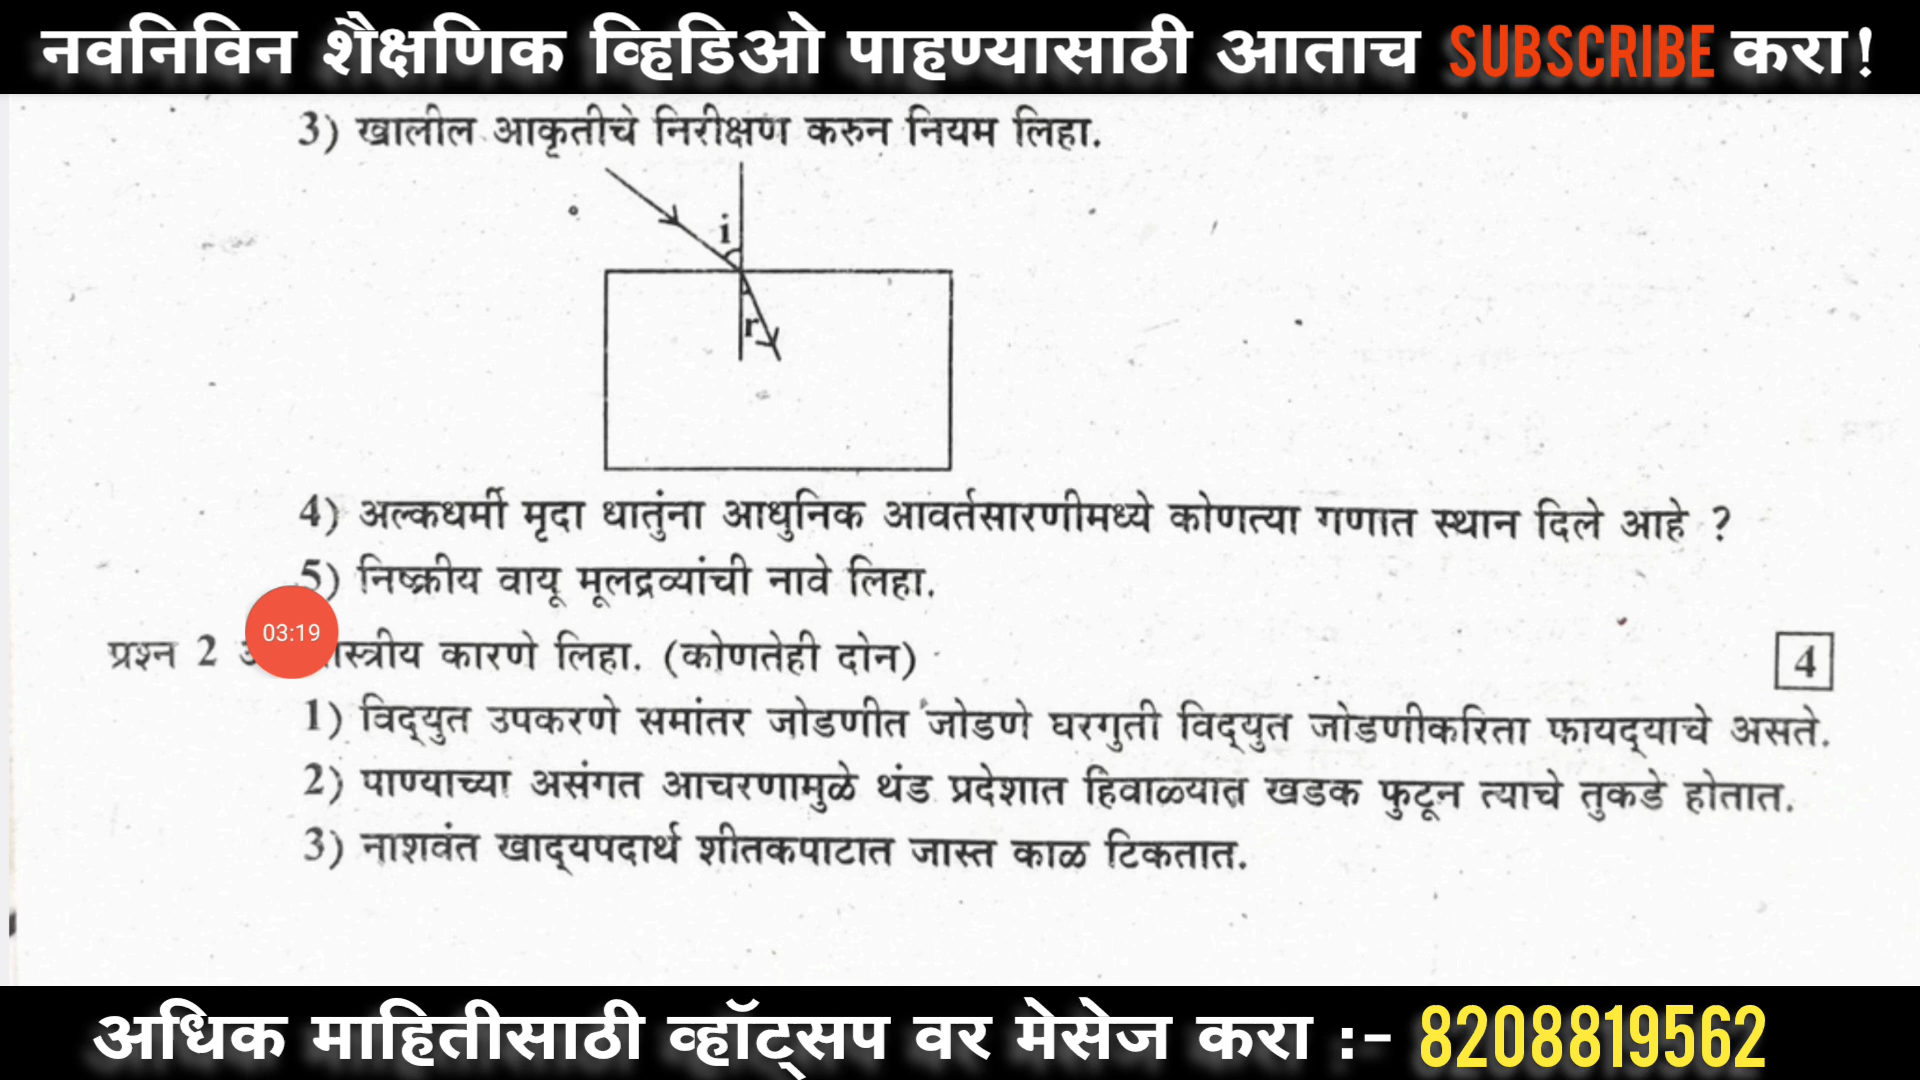 नवनिविन शैक्षणिक व्हिडिओ पाहण्यासाठी आताच SUBSCRIBE करा!
3) खालील आकृतीचे निरीक्षण करुन नियम लिहा.
i
r
4) अल्कधर्मी मृदा धातुंना आधुनिक आवर्तसारणीमध्ये कोणत्या गणात स्थान दिले आहे ?
5) निष्क्रीय वायू मूलद्रव्यांची नावे लिहा.
03:19
प्रश्न 2 कारणे लिहा. (कोणतेही दोन) 4
1) विद्युत उपकरणे समांतर जोडणीत जोडणे घरगुती विद्युत जोडणीकरिता फायद्याचे असते.
2) पाण्याच्या असंगत आचरणामुळे थंड प्रदेशात हिवाळ्यात खडक फुटून त्याचे तुकडे होतात.
3) नाशवंत खाद्यपदार्थ शीतकपाटात जास्त काळ टिकतात.
अधिक माहितीसाठी व्हॉट्सप वर मेसेज करा :- 8208819562